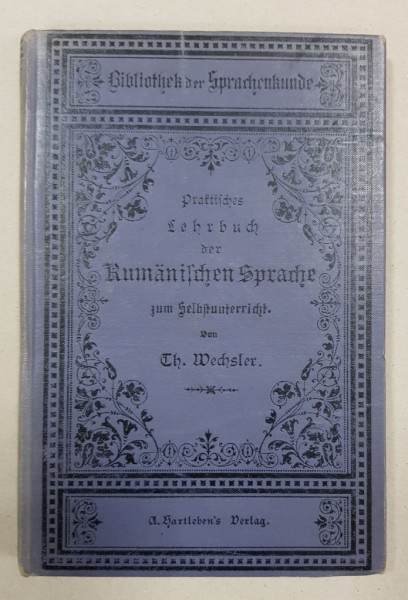 Bibliothek der Sprachenkunde
Praktisches
Lehrbuch
der
Rumänischen Sprache
zum Selbstunterricht.
Von
Th. Wechsler.
A. Hartleben's Verlag.